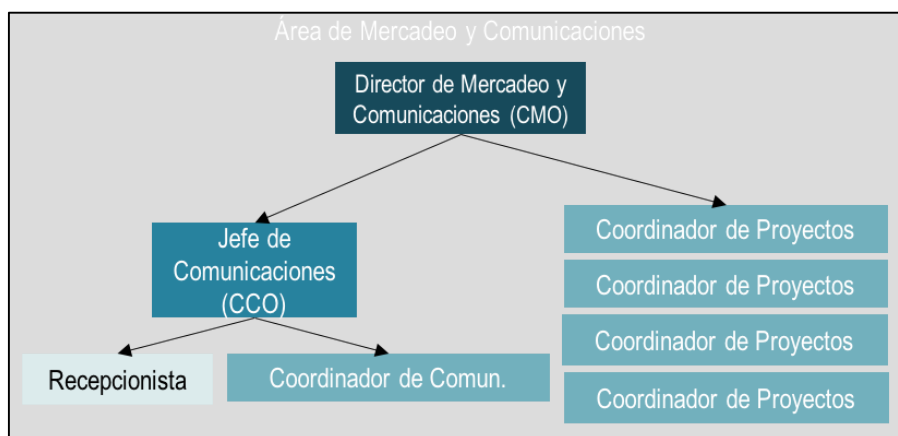 Área de Mercadeo y Comunicaciones
Director de Mercadeo y
Comunicaciones (CMO)
Jefe de
Comunicaciones
(CCO)
Recepcionista
Coordinador de Comun.
Coordinador de Proyectos
Coordinador de Proyectos
Coordinador de Proyectos
Coordinador de Proyectos